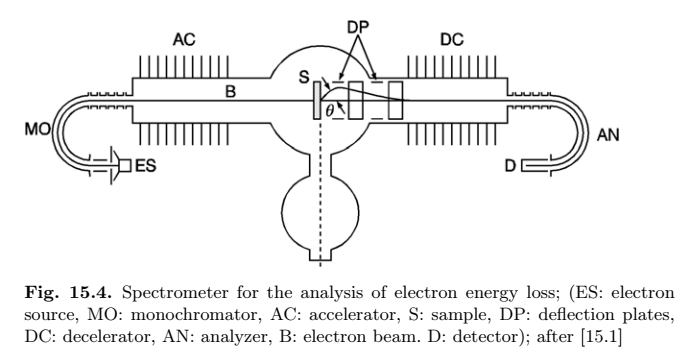 DP
AC
DC
S
B
θ
MO
AN
ES
D
Fig. 15.4. Spectrometer for the analysis of electron energy loss; (ES: electron
source, MO: monochromator, AC: accelerator, S: sample, DP: deflection plates,
DC: decelerator, AN: analyzer, B: electron beam. D: detector); after [15.1]